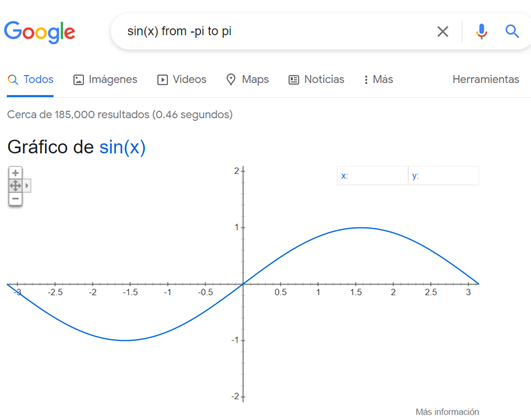 Google
sin(x) from -pi to pi
Todos Imágenes Videos Maps Noticias Más Herramientas
Cerca de 185,000 resultados (0.46 segundos)
Gráfico de sin(x)
x: y:
2
1
-3 -2.5 -2 -1.5 -1 -0.5 0.5 1 1.5 2 2.5 3
-1
-2
Más información